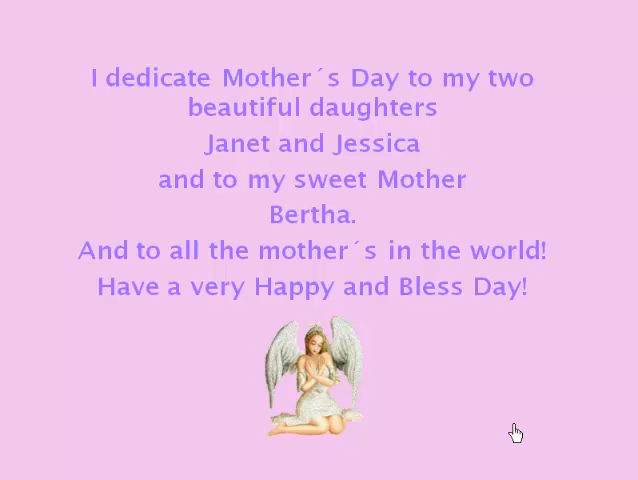 I dedicate Mother´s Day to my two
beautiful daughters
Janet and Jessica
and to my sweet Mother
Bertha.
And to all the mother´s in the world!
Have a very Happy and Bless Day!